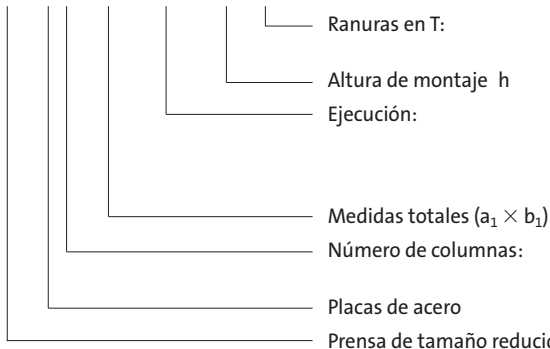 Ranuras en T:
Altura de montaje h
Ejecución:
Medidas totales (a₁ × b₁)
Número de columnas:
Placas de acero
Prensa de tamaño